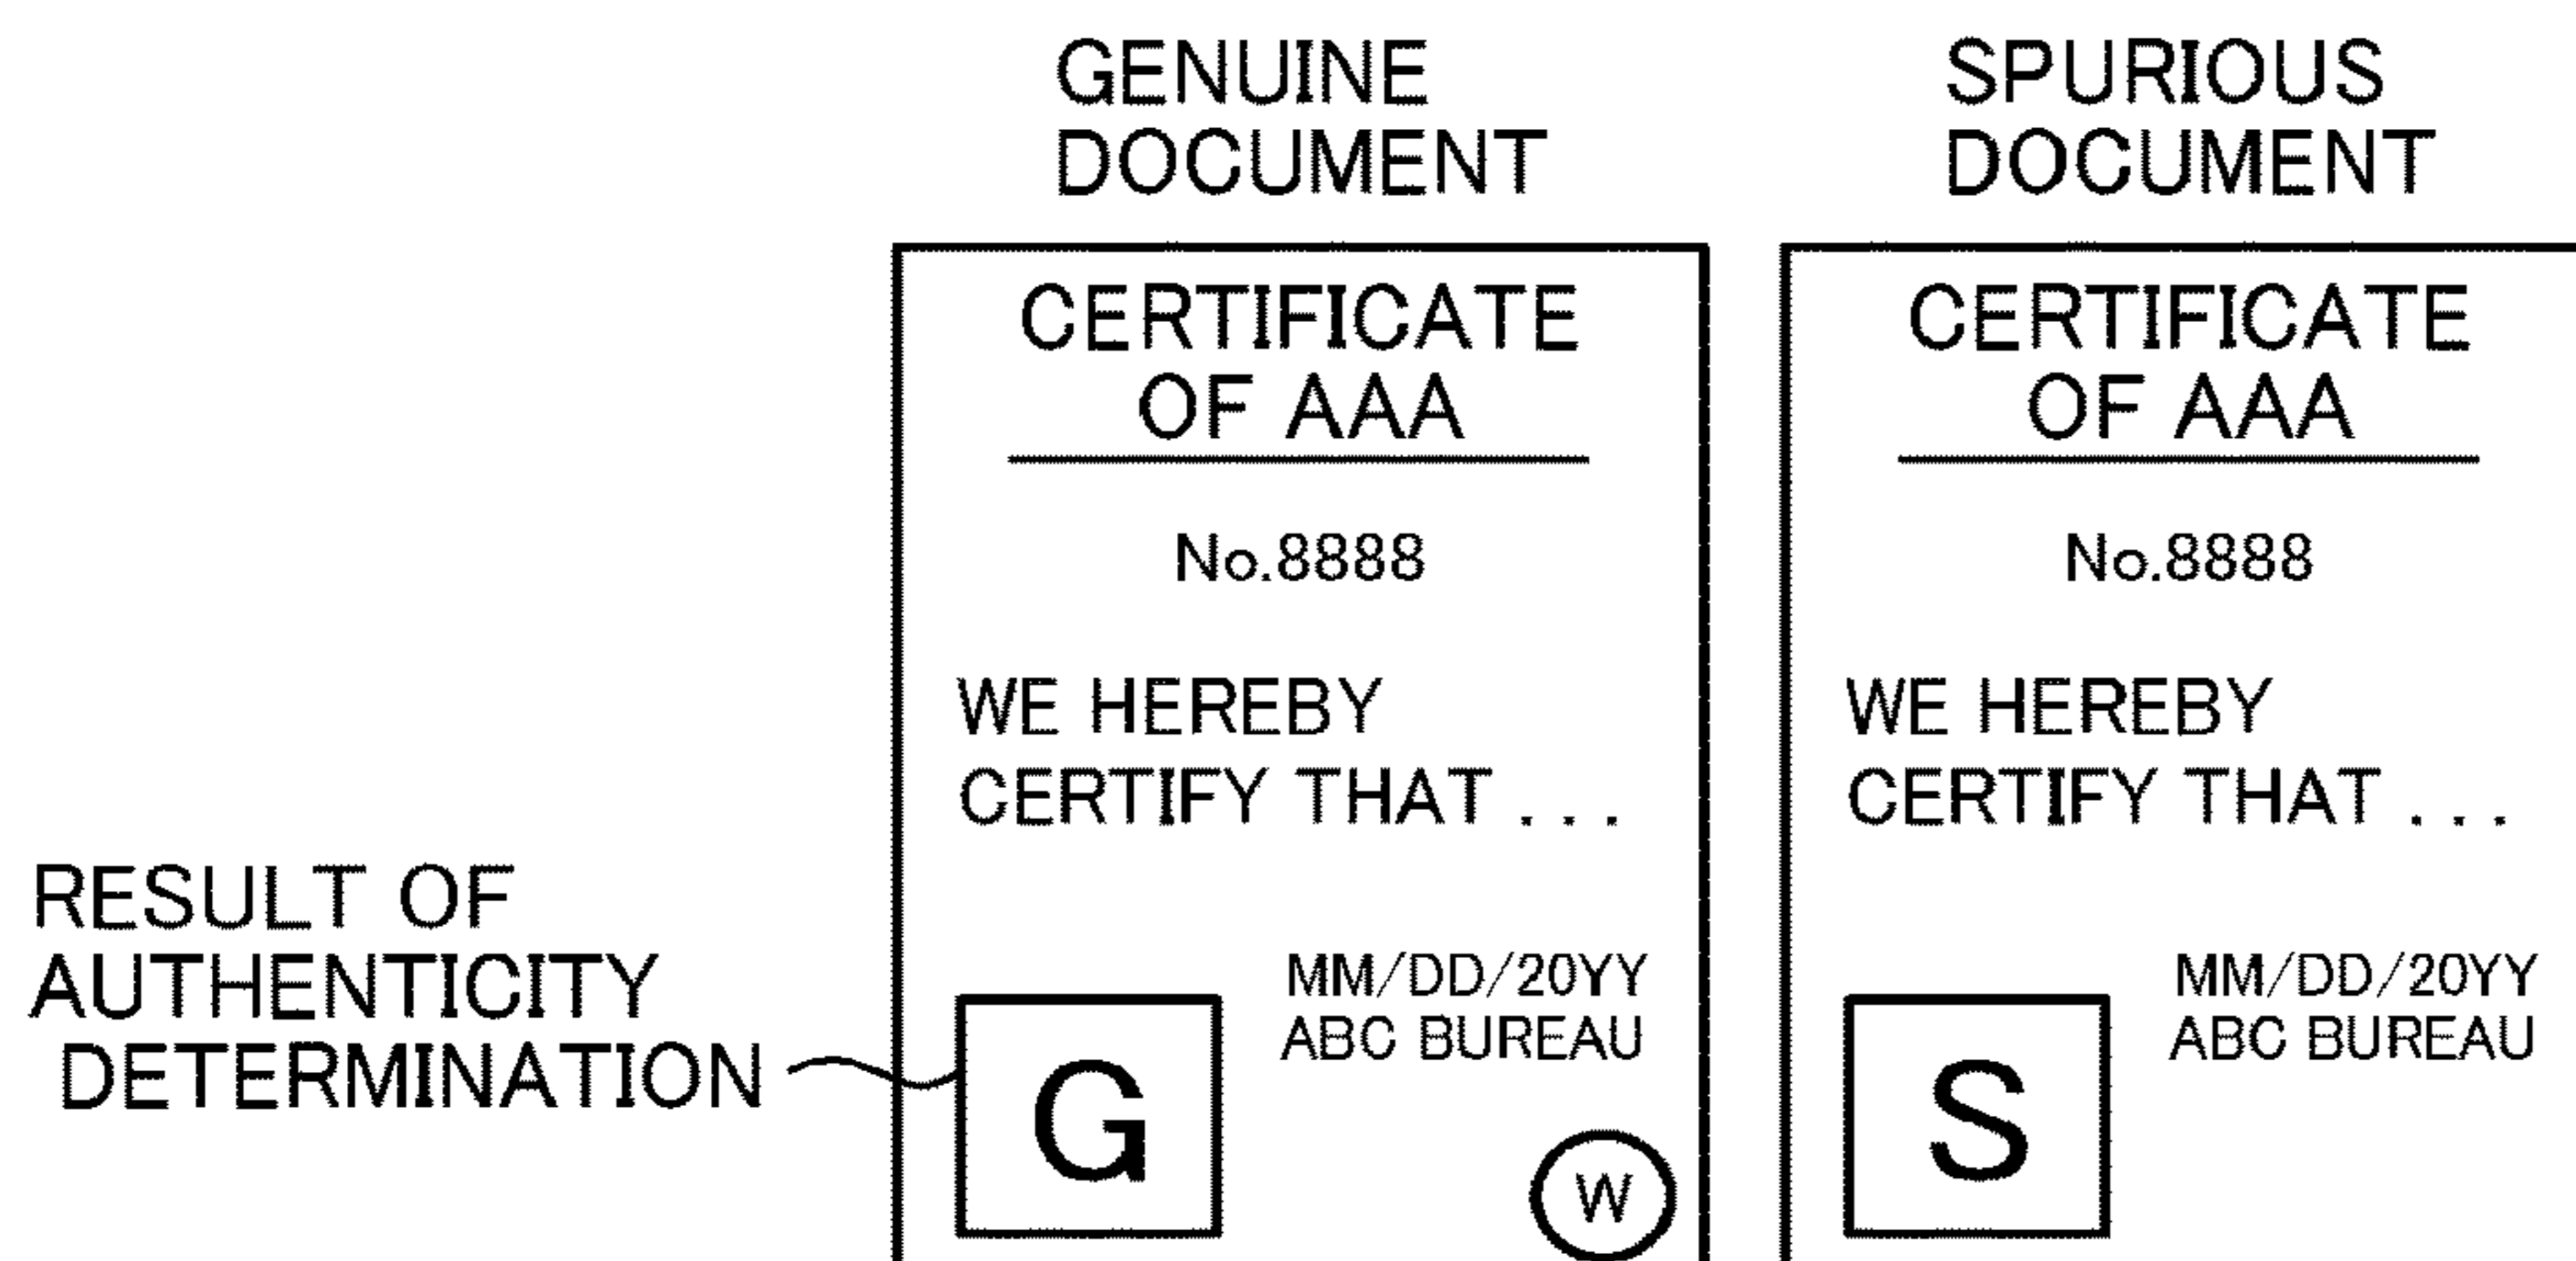 GENUINE
DOCUMENT
CERTIFICATE
OF AAA
No.8888
WE HEREBY
CERTIFY THAT ...
RESULT OF
AUTHENTICITY
DETERMINATION
MM/DD/20YY
ABC BUREAU
G
W
SPURIOUS
DOCUMENT
CERTIFICATE
OF AAA
No.8888
WE HEREBY
CERTIFY THAT ...
MM/DD/20YY
ABC BUREAU
S